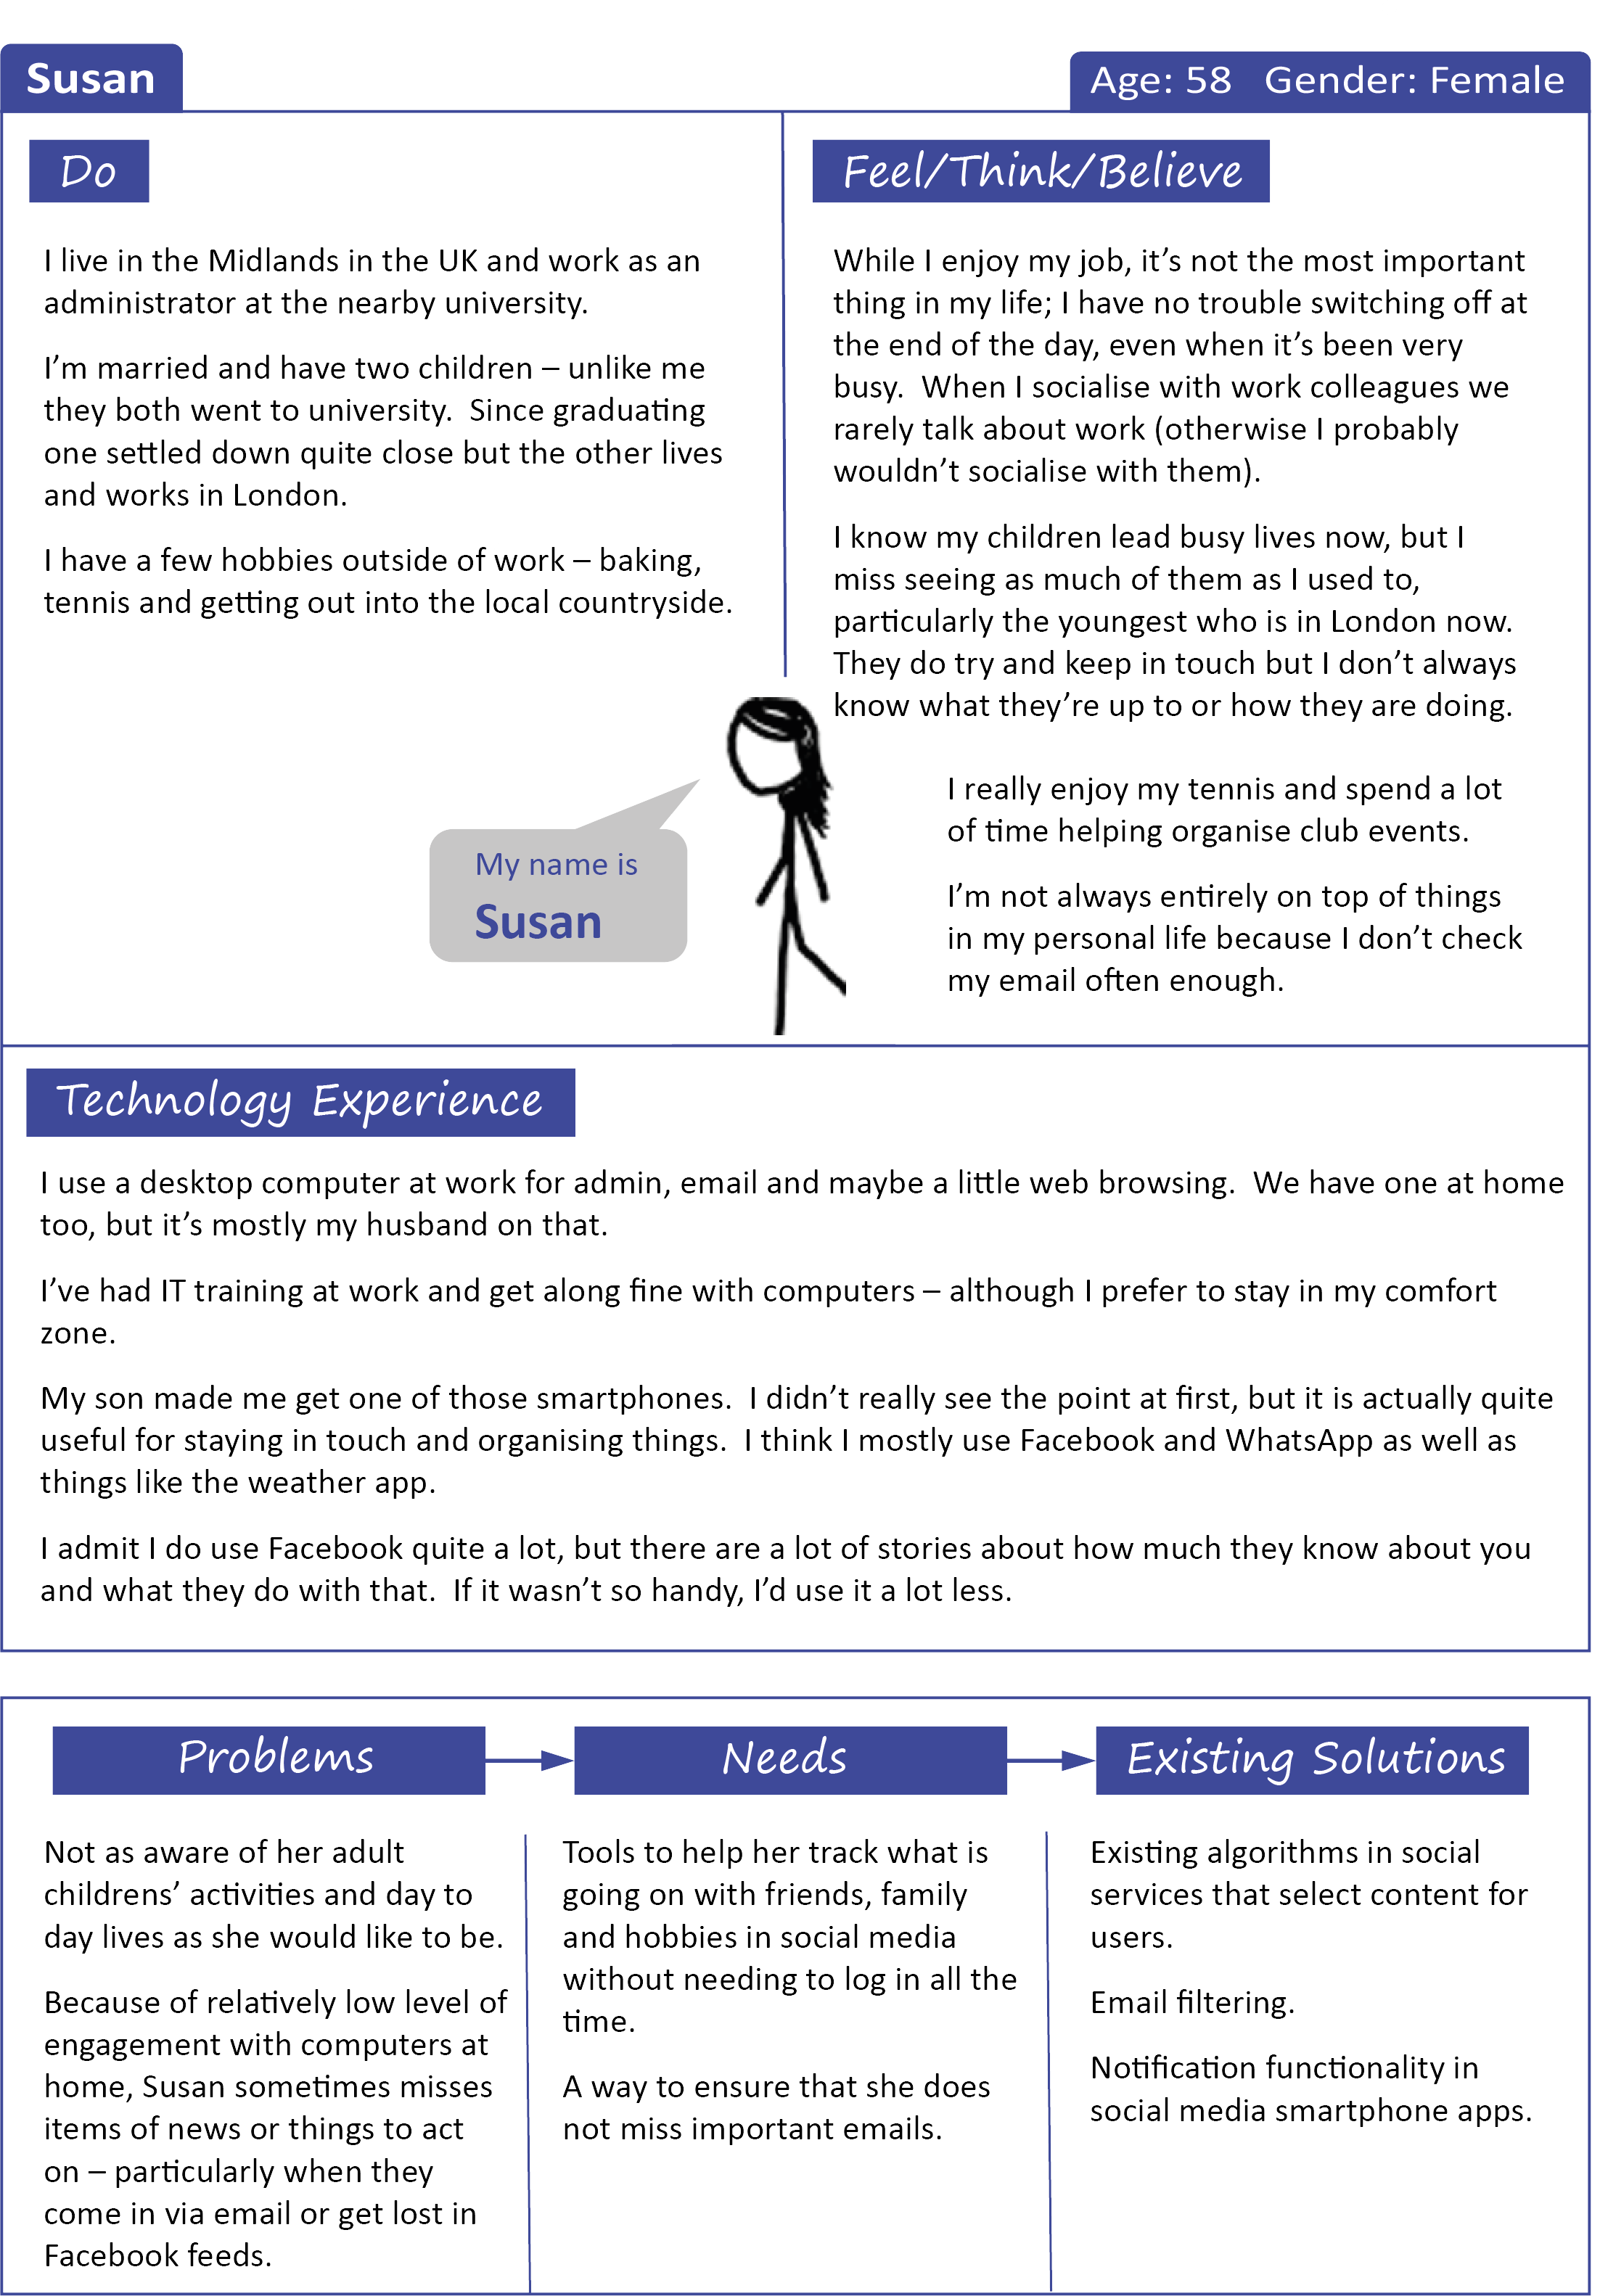 Susan
Age: 58   Gender: Female
Do
I live in the Midlands in the UK and work as an
administrator at the nearby university.
I'm married and have two children – unlike me
they both went to university.  Since graduating
one settled down quite close but the other lives
and works in London.
I have a few hobbies outside of work – baking,
tennis and getting out into the local countryside.
My name is
Susan
Feel/Think/Believe
While I enjoy my job, it's not the most important
thing in my life; I have no trouble switching off at
the end of the day, even when it's been very
busy.  When I socialise with work colleagues we
rarely talk about work (otherwise I probably
wouldn't socialise with them).
I know my children lead busy lives now, but I
miss seeing as much of them as I used to,
particularly the youngest who is in London now.
They do try and keep in touch but I don't always
know what they're up to or how they are doing.
I really enjoy my tennis and spend a lot
of time helping organise club events.
I'm not always entirely on top of things
in my personal life because I don't check
my email often enough.
Technology Experience
I use a desktop computer at work for admin, email and maybe a little web browsing.  We have one at home
too, but it's mostly my husband on that.
I've had IT training at work and get along fine with computers – although I prefer to stay in my comfort
zone.
My son made me get one of those smartphones.  I didn't really see the point at first, but it is actually quite
useful for staying in touch and organising things.  I think I mostly use Facebook and WhatsApp as well as
things like the weather app.
I admit I do use Facebook quite a lot, but there are a lot of stories about how much they know about you
and what they do with that.  If it wasn't so handy, I'd use it a lot less.
Problems
Not as aware of her adult
childrens' activities and day to
day lives as she would like to be.
Because of relatively low level of
engagement with computers at
home, Susan sometimes misses
items of news or things to act
on – particularly when they
come in via email or get lost in
Facebook feeds.
Needs
Tools to help her track what is
going on with friends, family
and hobbies in social media
without needing to log in all the
time.
A way to ensure that she does
not miss important emails.
Existing Solutions
Existing algorithms in social
services that select content for
users.
Email filtering.
Notification functionality in
social media smartphone apps.